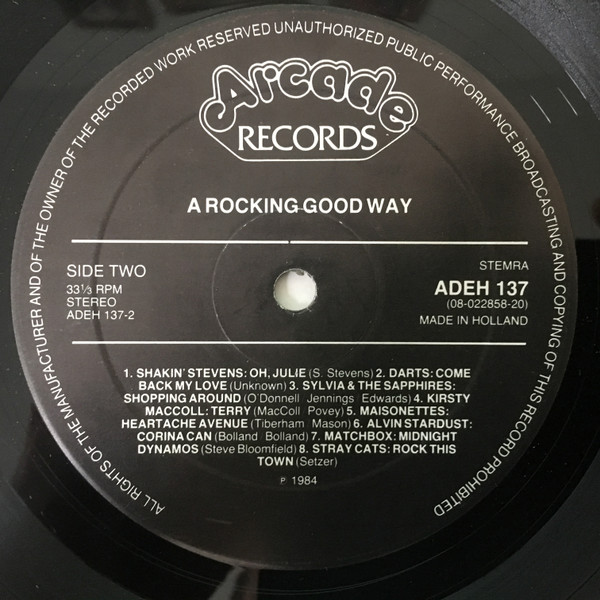 ALL RIGHTS OF THE MANUFACTURER AND OF THE OWNER OF THE RECORDED WORK RESERVED UNAUTHORIZED PUBLIC PERFORMANCE BROADCASTING AND COPYING OF THIS RECORD PROHIBITED
Arcade
RECORDS
A ROCKING GOOD WAY
SIDE TWO
33⅓ RPM
STEREO
ADEH 137-2
STEMRA
ADEH 137
(08-022858-20)
MADE IN HOLLAND
1. SHAKIN' STEVENS: OH, JULIE (S. Stevens) 2. DARTS: COME
BACK MY LOVE (Unknown) 3. SYLVIA & THE SAPPHIRES:
SHOPPING AROUND (O'Donnell Jennings Edwards) 4. KIRSTY
MACCOLL: TERRY (MacColl Povey) 5. MAISONETTES:
HEARTACHE AVENUE (Tiberham Mason) 6. ALVIN STARDUST:
CORINA CAN (Bolland Bolland) 7. MATCHBOX: MIDNIGHT
DYNAMOS (Steve Bloomfield) 8. STRAY CATS: ROCK THIS
TOWN (Setzer)
P 1984